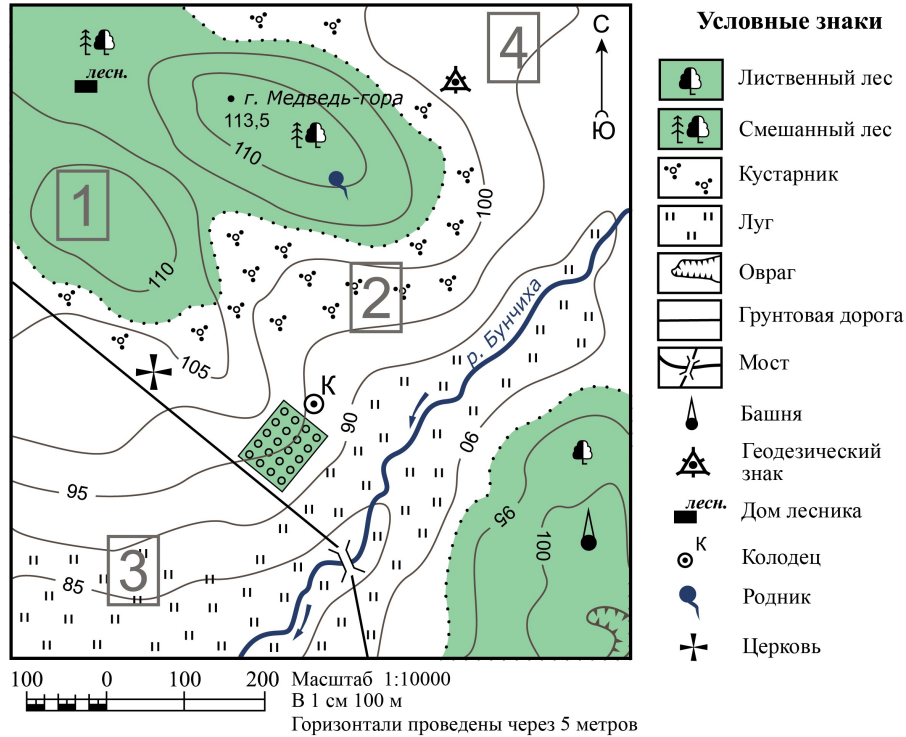 С
Ю
4
лесн.
г. Медведь-гора
113,5
110
100
1
110
2
р. Бунчиха
105
К
90
90
95
95
100
3
85
100 0 100 200
Масштаб 1:10000
В 1 см 100 м
Горизонтали проведены через 5 метров
Условные знаки
Лиственный лес
Смешанный лес
Кустарник
Луг
Овраг
Грунтовая дорога
Мост
Башня
Геодезический
знак
лесн.
Дом лесника
К
Колодец
Родник
Церковь